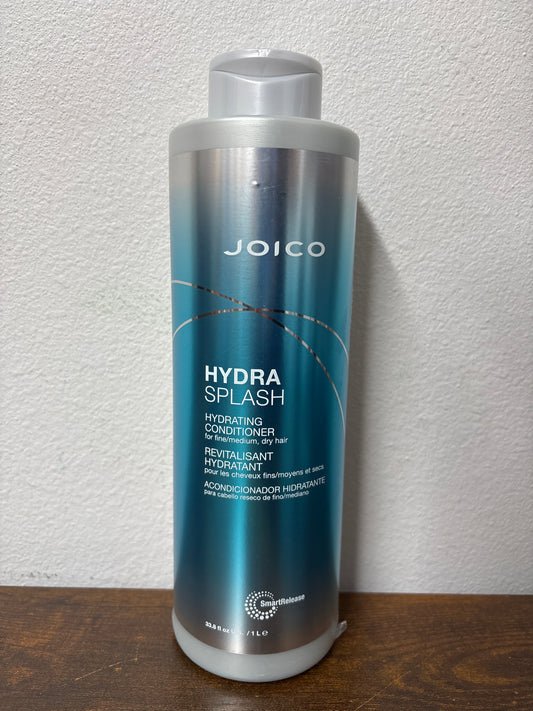 JOICO
HYDRA
SPLASH
HYDRATING
CONDITIONER
for fine/medium, dry hair
REVITALISANT
HYDRATANT
pour les cheveux fins/moyens et secs
ACONDICIONADOR HIDRATANTE
para cabello reseco de fino/mediano
SmartRelease
33.8 fl oz / 1 L e